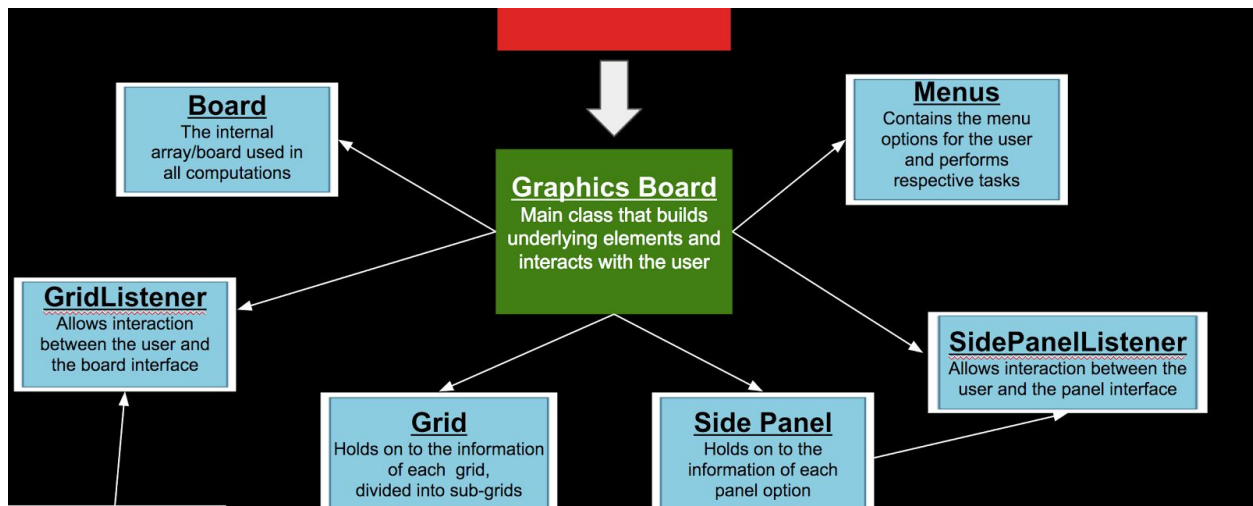 Board
The internal
array/board used in
all computations
Menus
Contains the menu
options for the user
and performs
respective tasks
Graphics Board
Main class that builds
underlying elements and
interacts with the user
GridListener
Allows interaction
between the user and
the board interface
SidePanelListener
Allows interaction between the
user and the panel interface
Grid
Holds on to the information
of each grid,
divided into sub-grids
Side Panel
Holds on to the
information of each
panel option